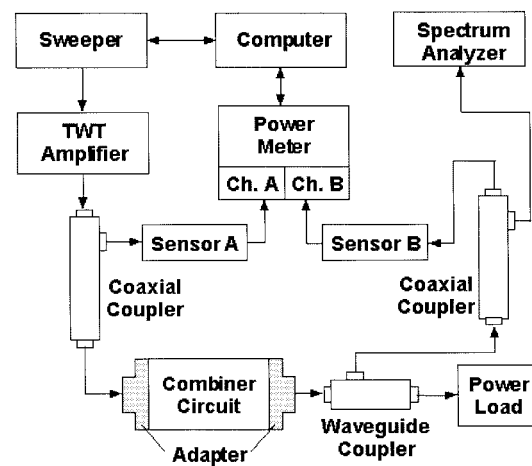 Sweeper
Computer
Spectrum
Analyzer
TWT
Amplifier
Power
Meter
Ch. A
Ch. B
Sensor A
Sensor B
Coaxial
Coupler
Coaxial
Coupler
Combiner
Circuit
Adapter
Waveguide
Coupler
Power
Load